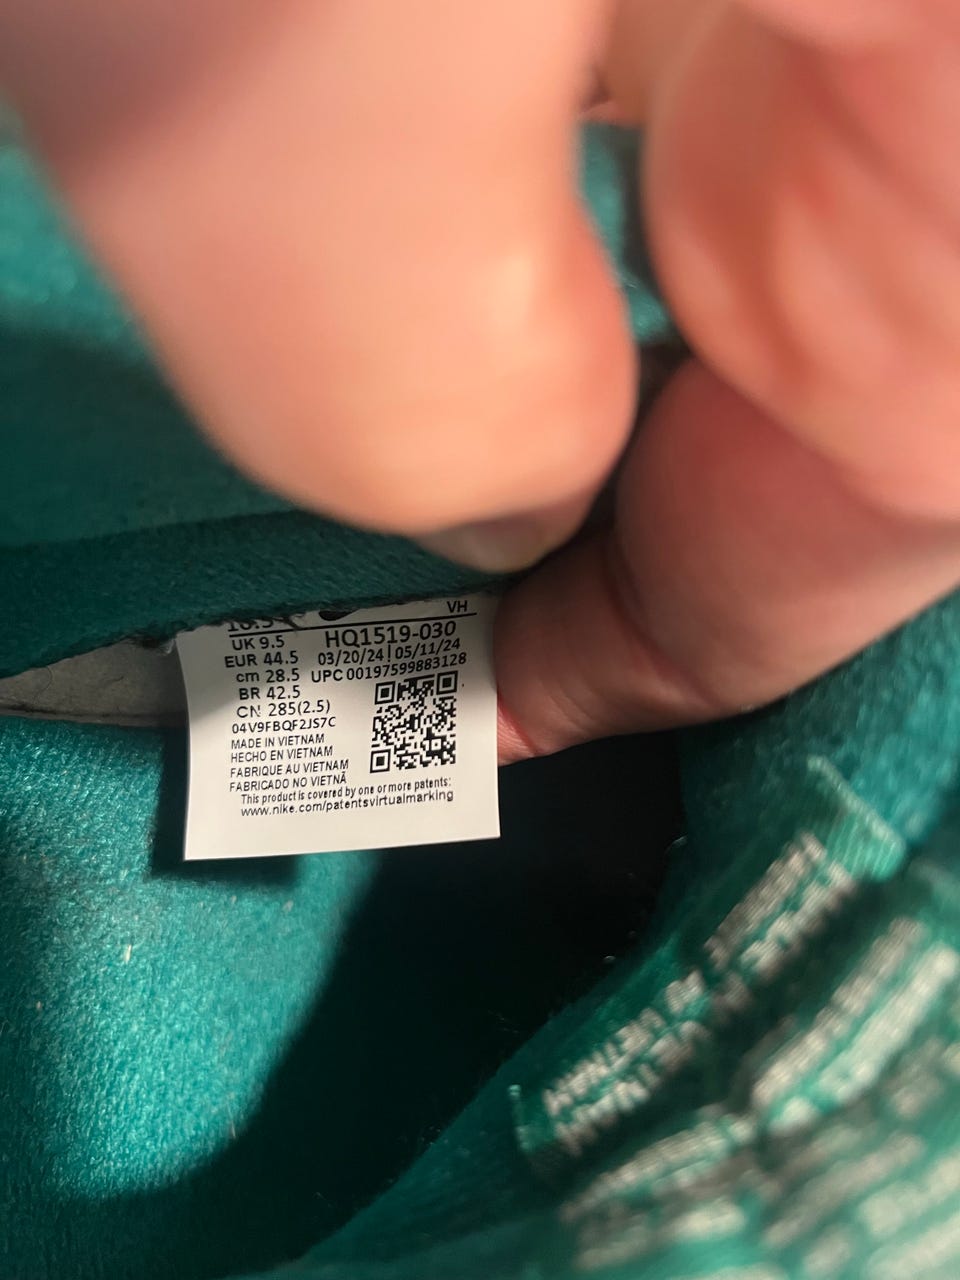 VH
10.5
UK 9.5 HQ1519-030
EUR 44.5 03/20/24 | 05/11/24
cm 28.5 UPC 00197599883128
BR 42.5
CN 285(2.5)
04V9FBQF2JS7C
MADE IN VIETNAM
HECHO EN VIETNAM
FABRIQUE AU VIETNAM
FABRICADO NO VIETNÃ
This product is covered by one or more patents:
www.nike.com/patentsvirtualmarking